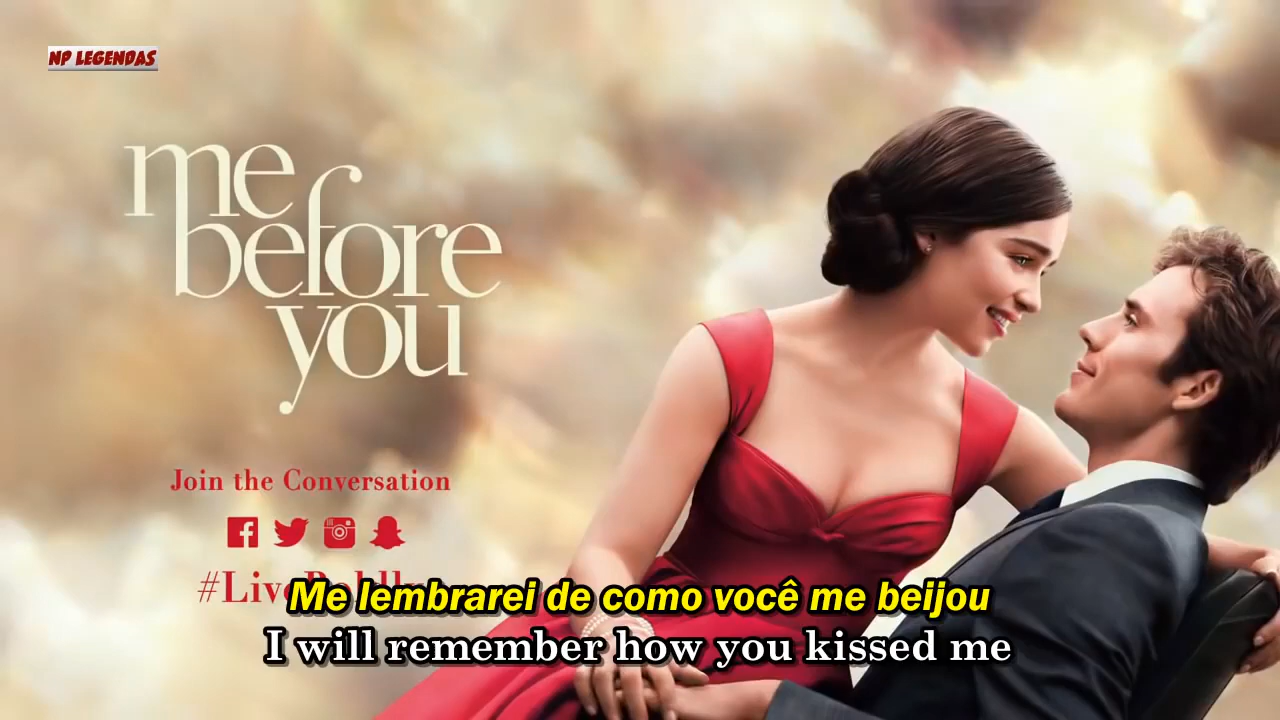 NP LEGENDAS
me
before
you
Join the Conversation
Me lembrarei de como você me beijou
I will remember how you kissed me